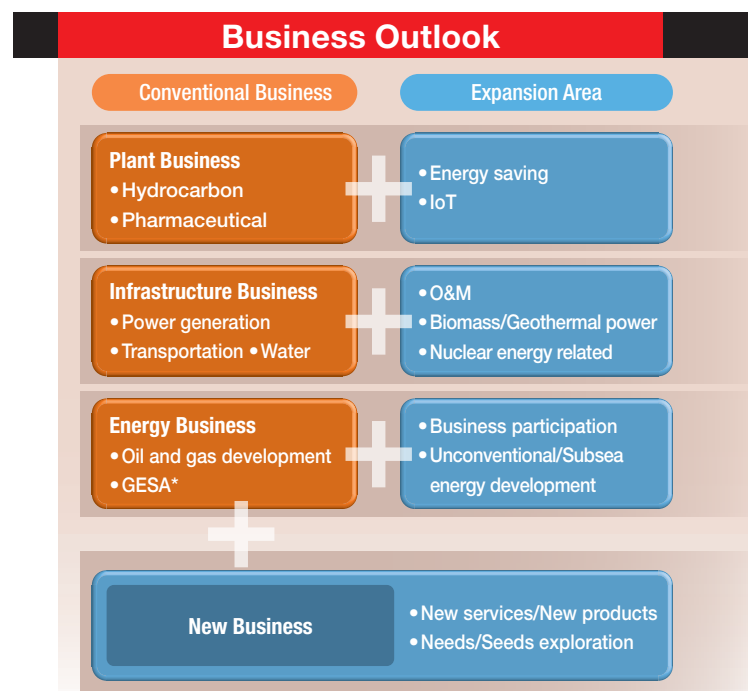 Business Outlook
Conventional Business
Expansion Area
Plant Business
•Hydrocarbon
•Pharmaceutical
•Energy saving
•IoT
Infrastructure Business
•Power generation
•Transportation •Water
•O&M
•Biomass/Geothermal power
•Nuclear energy related
Energy Business
•Oil and gas development
•GESA*
•Business participation
•Unconventional/Subsea
energy development
New Business
•New services/New products
•Needs/Seeds exploration